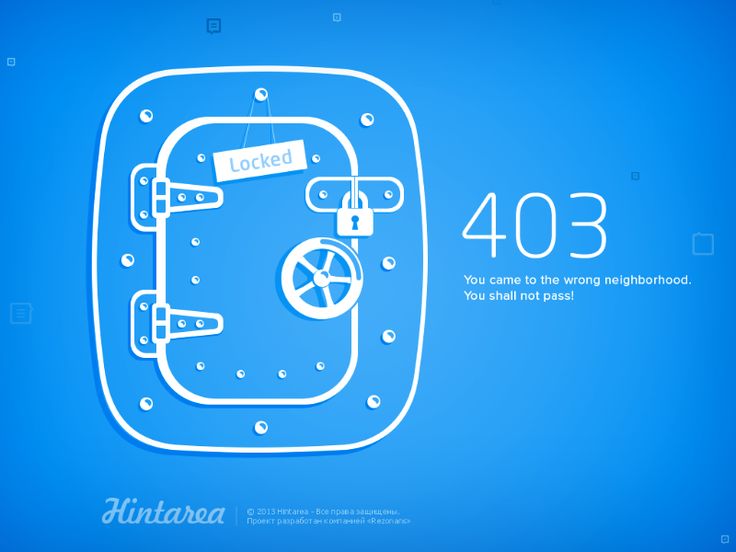 Locked
403
You came to the wrong neighborhood.
You shall not pass!
Hintarea
© 2013 Hintarea - Все права защищены.
Проект разработан компанией «Rezonans»